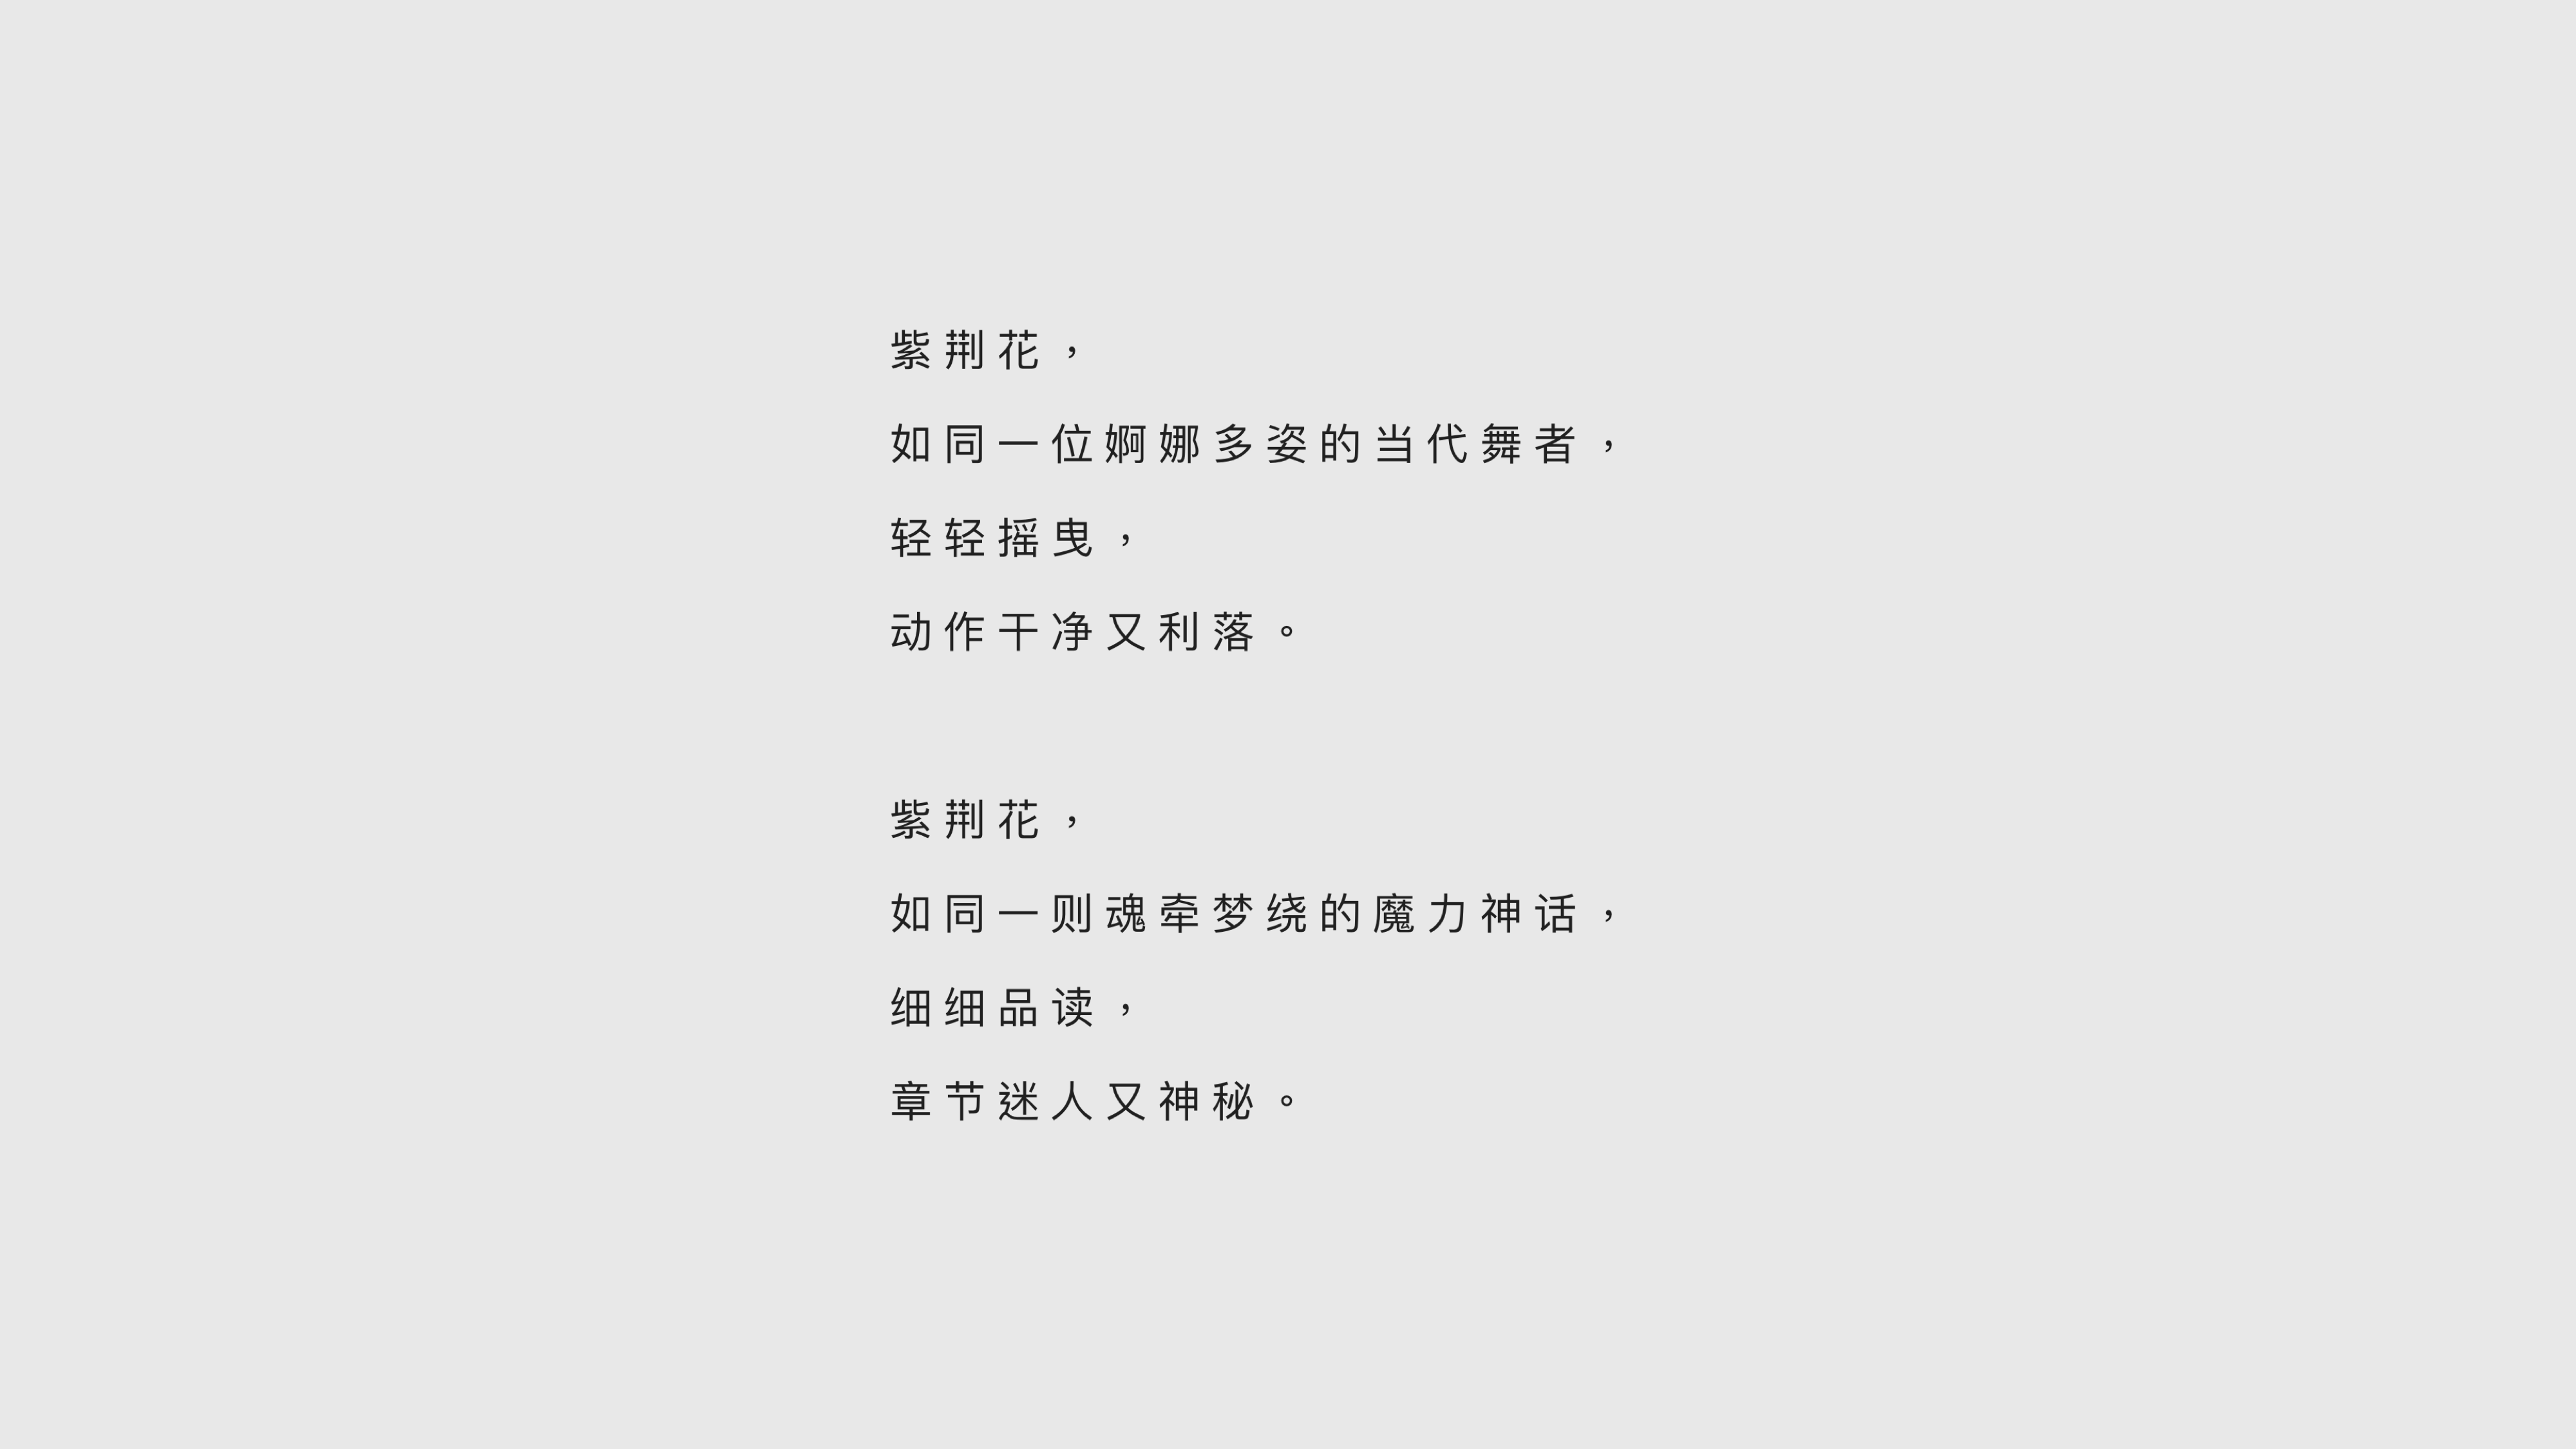 紫荆花，
如同一位婀娜多姿的当代舞者，
轻轻摇曳，
动作干净又利落。
紫荆花，
如同一则魂牵梦绕的魔力神话，
细细品读，
章节迷人又神秘。